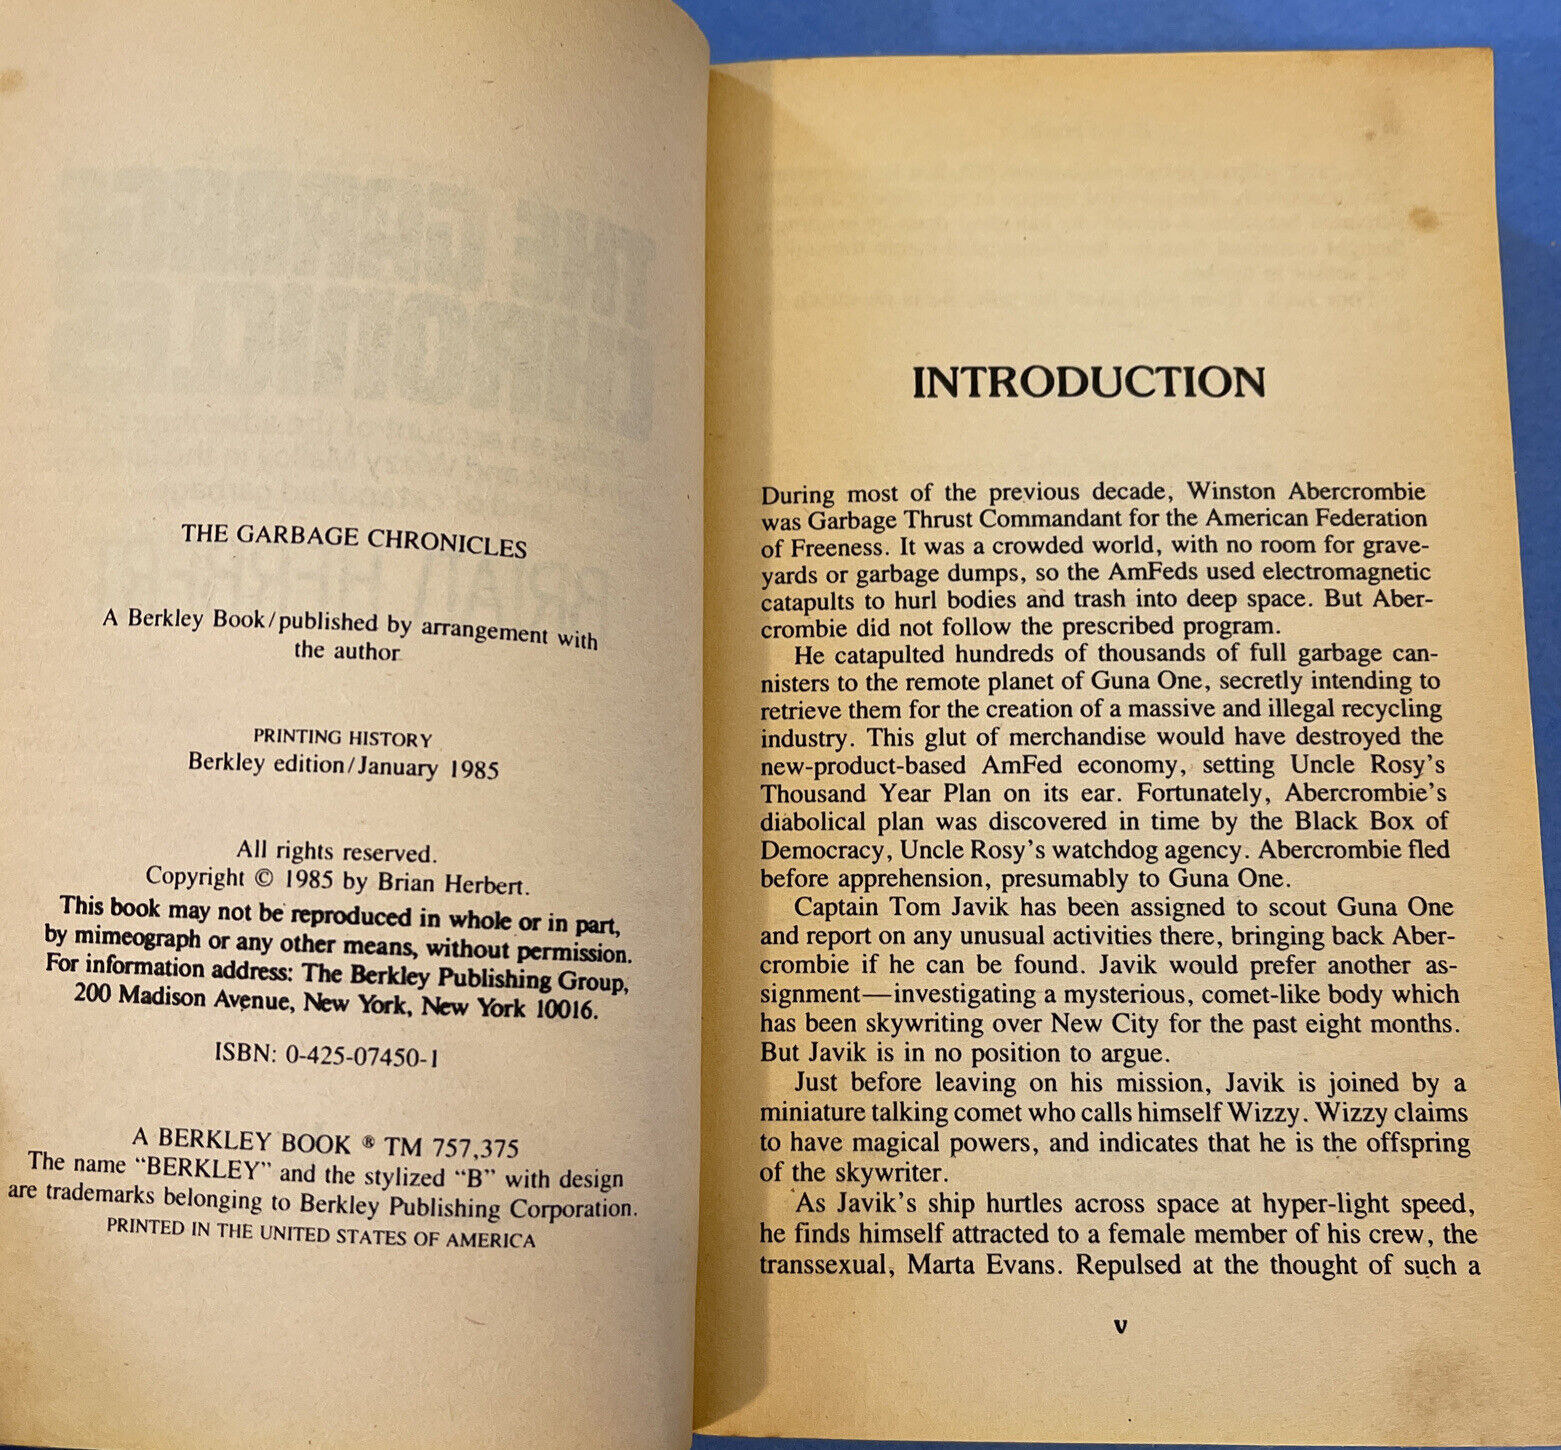 THE GARBAGE CHRONICLES
A Berkley Book/published by arrangement with
the author
PRINTING HISTORY
Berkley edition/January 1985
All rights reserved.
Copyright © 1985 by Brian Herbert.
This book may not be reproduced in whole or in part,
by mimeograph or any other means, without permission.
For information address: The Berkley Publishing Group,
200 Madison Avenue, New York, New York 10016.
ISBN: 0-425-07450-1
A BERKLEY BOOK ® TM 757,375
The name "BERKLEY" and the stylized "B" with design
are trademarks belonging to Berkley Publishing Corporation.
PRINTED IN THE UNITED STATES OF AMERICA
INTRODUCTION
During most of the previous decade, Winston Abercrombie
was Garbage Thrust Commandant for the American Federation
of Freeness. It was a crowded world, with no room for grave-
yards or garbage dumps, so the AmFeds used electromagnetic
catapults to hurl bodies and trash into deep space. But Aber-
crombie did not follow the prescribed program.
He catapulted hundreds of thousands of full garbage can-
nisters to the remote planet of Guna One, secretly intending to
retrieve them for the creation of a massive and illegal recycling
industry. This glut of merchandise would have destroyed the
new-product-based AmFed economy, setting Uncle Rosy's
Thousand Year Plan on its ear. Fortunately, Abercrombie's
diabolical plan was discovered in time by the Black Box of
Democracy, Uncle Rosy's watchdog agency. Abercrombie fled
before apprehension, presumably to Guna One.
Captain Tom Javik has been assigned to scout Guna One
and report on any unusual activities there, bringing back Aber-
crombie if he can be found. Javik would prefer another as-
signment—investigating a mysterious, comet-like body which
has been skywriting over New City for the past eight months.
But Javik is in no position to argue.
Just before leaving on his mission, Javik is joined by a
miniature talking comet who calls himself Wizzy. Wizzy claims
to have magical powers, and indicates that he is the offspring
of the skywriter.
As Javik's ship hurtles across space at hyper-light speed,
he finds himself attracted to a female member of his crew, the
transsexual, Marta Evans. Repulsed at the thought of such a
v